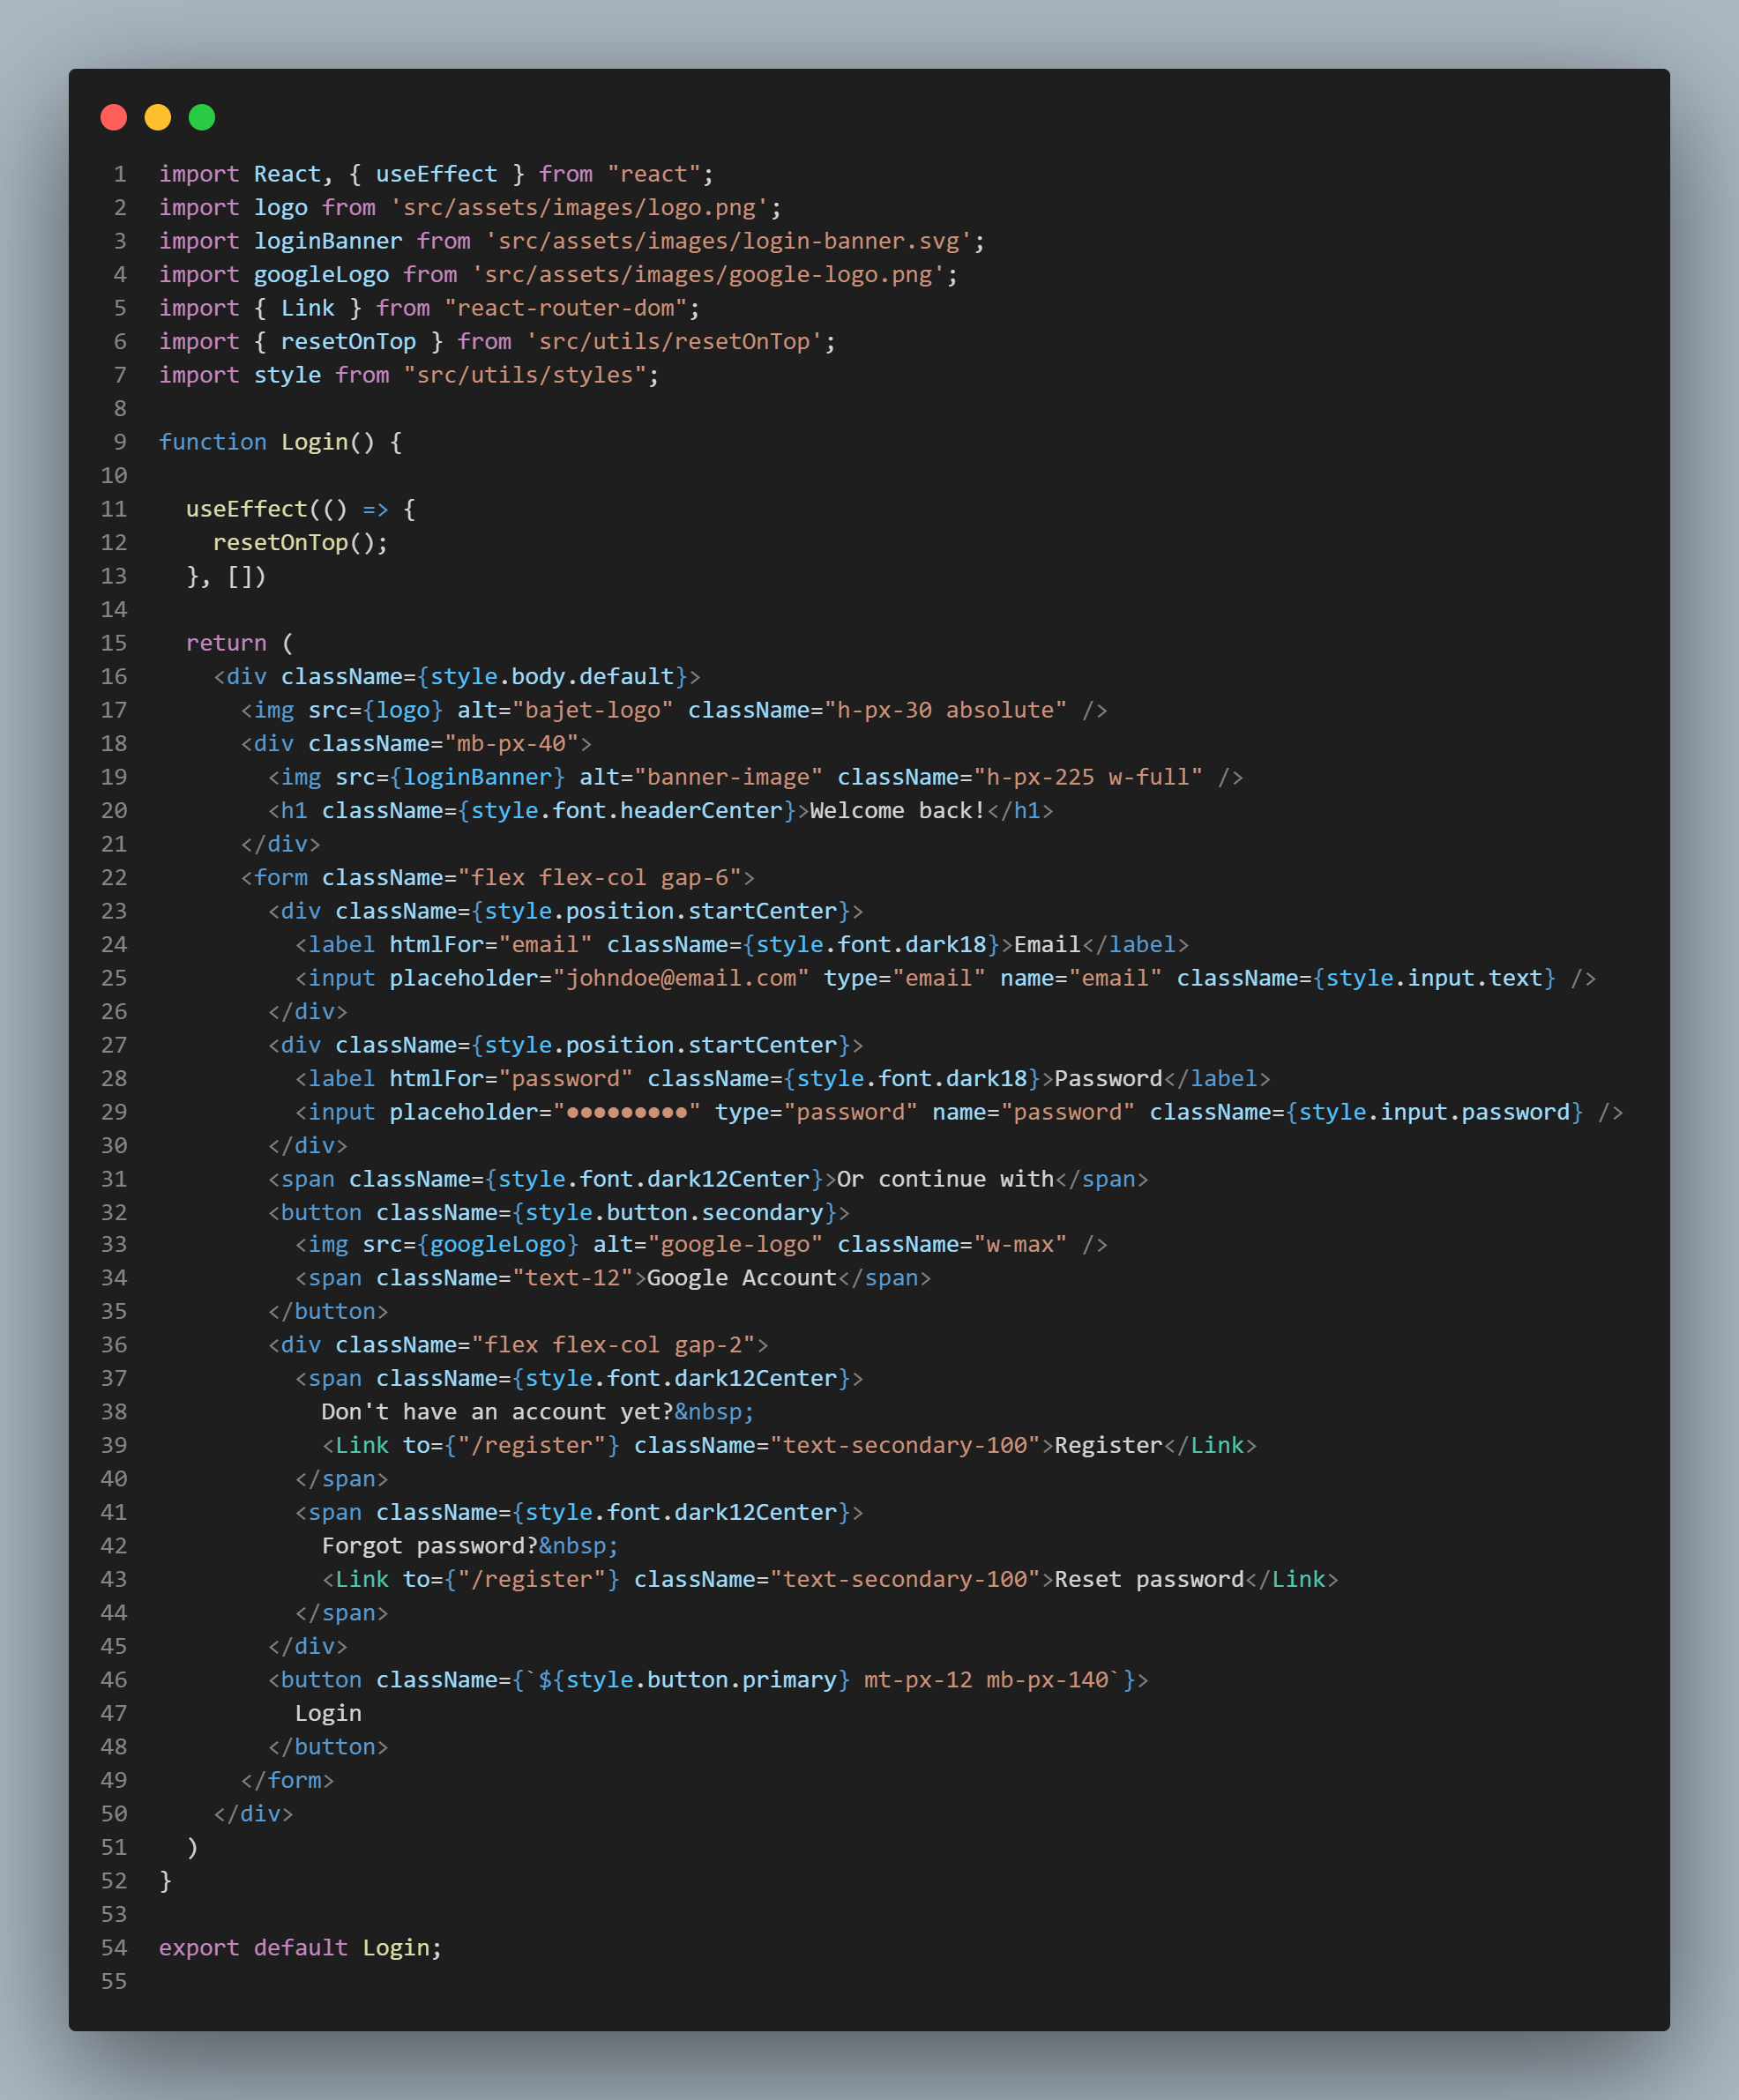 1 import React, { useEffect } from "react";
2 import logo from 'src/assets/images/logo.png';
3 import loginBanner from 'src/assets/images/login-banner.svg';
4 import googleLogo from 'src/assets/images/google-logo.png';
5 import { Link } from "react-router-dom";
6 import { resetOnTop } from 'src/utils/resetOnTop';
7 import style from "src/utils/styles";
8
9 function Login() {
10
11   useEffect(() => {
12     resetOnTop();
13   }, [])
14
15   return (
16     <div className={style.body.default}>
17       <img src={logo} alt="bajet-logo" className="h-px-30 absolute" />
18       <div className="mb-px-40">
19         <img src={loginBanner} alt="banner-image" className="h-px-225 w-full" />
20         <h1 className={style.font.headerCenter}>Welcome back!</h1>
21       </div>
22       <form className="flex flex-col gap-6">
23         <div className={style.position.startCenter}>
24           <label htmlFor="email" className={style.font.dark18}>Email</label>
25           <input placeholder="johndoe@email.com" type="email" name="email" className={style.input.text} />
26         </div>
27         <div className={style.position.startCenter}>
28           <label htmlFor="password" className={style.font.dark18}>Password</label>
29           <input placeholder="●●●●●●●●●" type="password" name="password" className={style.input.password} />
30         </div>
31         <span className={style.font.dark12Center}>Or continue with</span>
32         <button className={style.button.secondary}>
33           <img src={googleLogo} alt="google-logo" className="w-max" />
34           <span className="text-12">Google Account</span>
35         </button>
36         <div className="flex flex-col gap-2">
37           <span className={style.font.dark12Center}>
38             Don't have an account yet?&nbsp;
39             <Link to={"/register"} className="text-secondary-100">Register</Link>
40           </span>
41           <span className={style.font.dark12Center}>
42             Forgot password?&nbsp;
43             <Link to={"/register"} className="text-secondary-100">Reset password</Link>
44           </span>
45         </div>
46         <button className={`${style.button.primary} mt-px-12 mb-px-140`}>
47           Login
48         </button>
49       </form>
50     </div>
51   )
52 }
53
54 export default Login;
55